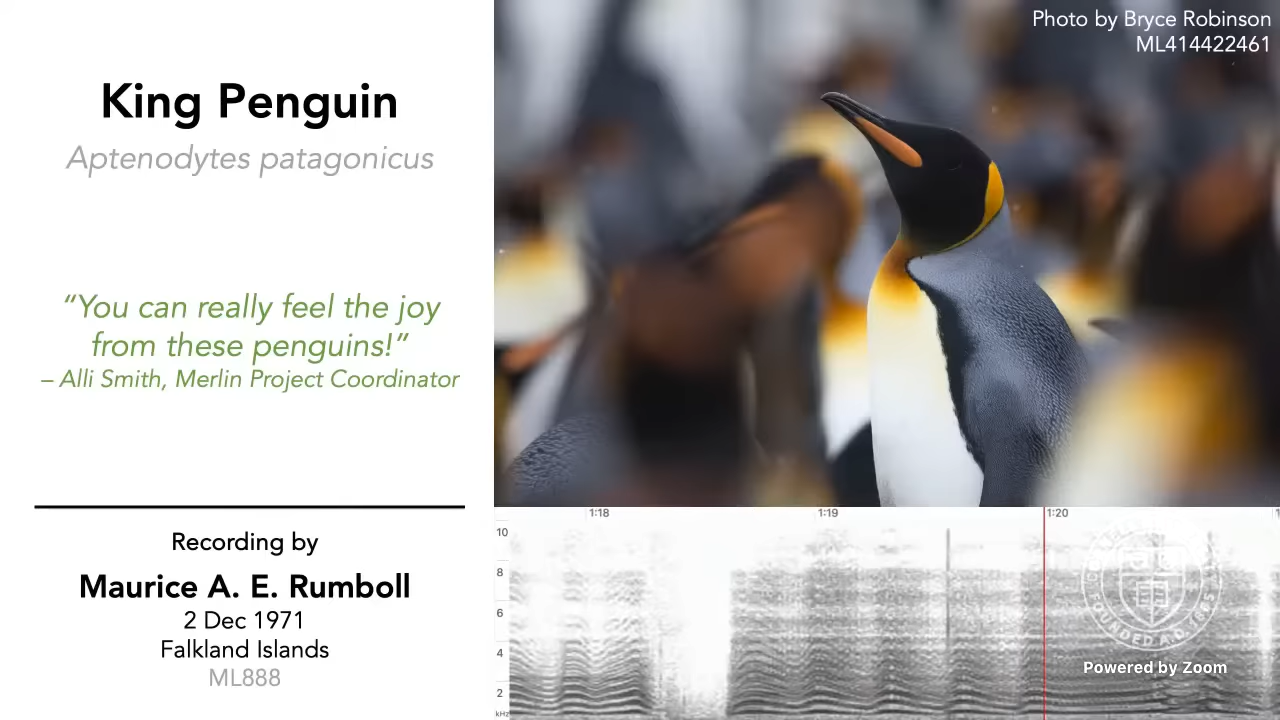 King Penguin
Aptenodytes patagonicus
“You can really feel the joy
from these penguins!”
– Alli Smith, Merlin Project Coordinator
Recording by
Maurice A. E. Rumboll
2 Dec 1971
Falkland Islands
ML888
Photo by Bryce Robinson
ML414422461
1:18
1:19
1:20
10
8
6
4
2
kHz
FOUNDED A.D. 1865
Powered by Zoom